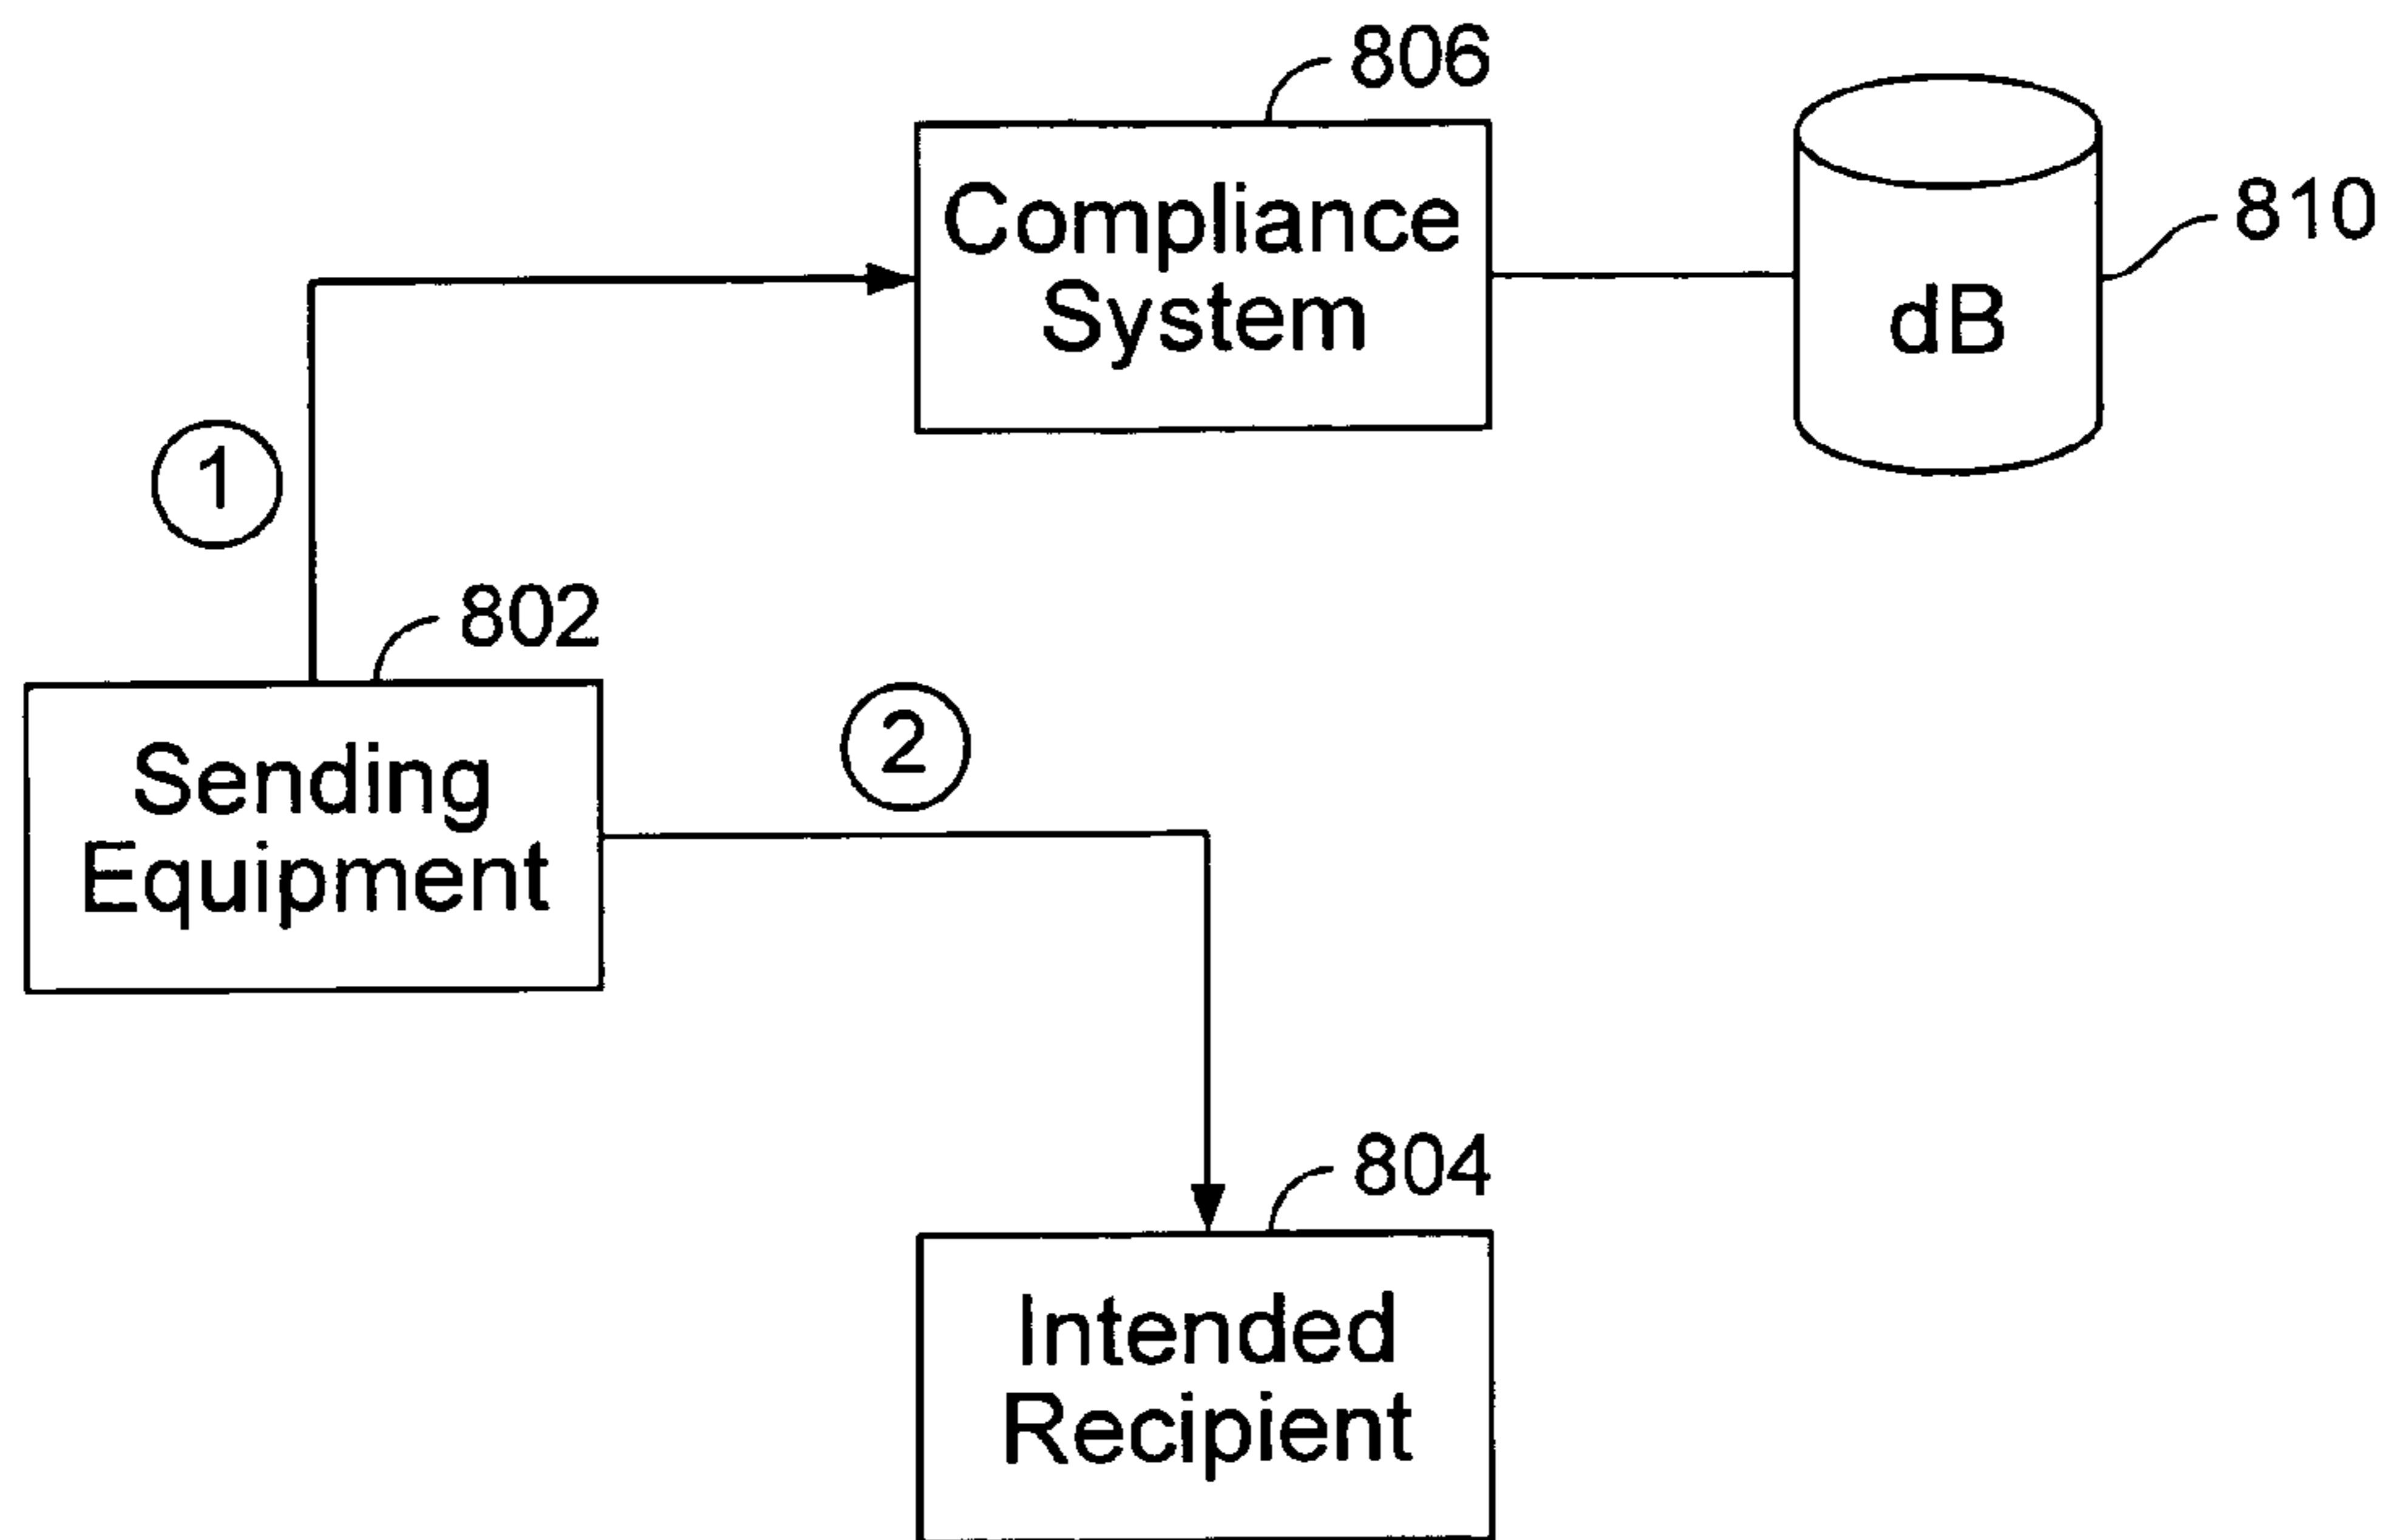 806
Compliance
System
810
dB
1
802
Sending
Equipment
2
804
Intended
Recipient